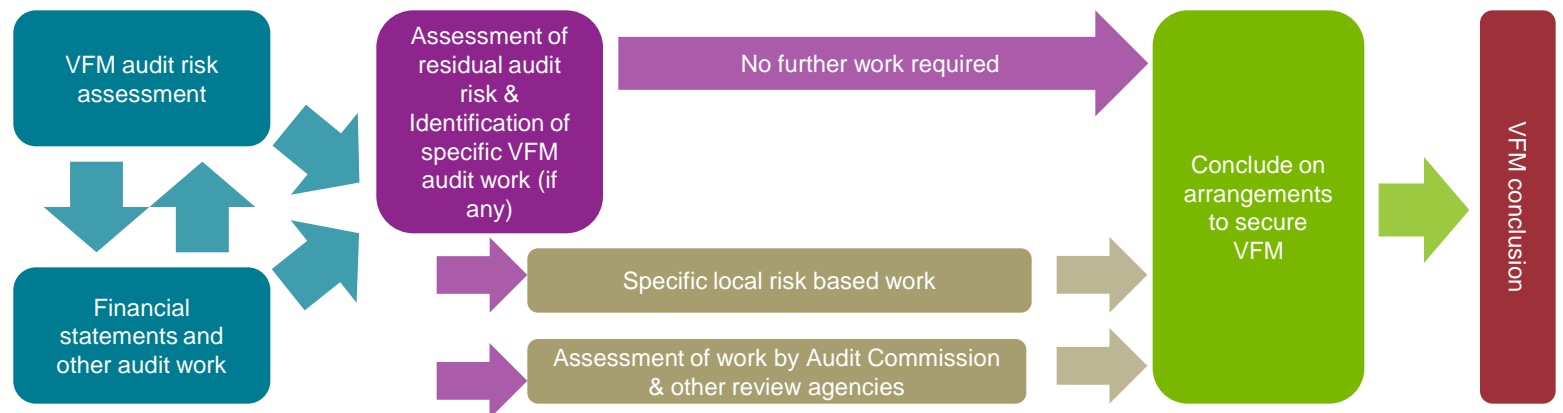 VFM audit risk
assessment
Financial
statements and
other audit work
Assessment of
residual audit
risk &
Identification of
specific VFM
audit work (if
any)
No further work required
Specific local risk based work
Assessment of work by Audit Commission
& other review agencies
Conclude on
arrangements
to secure
VFM
VFM conclusion